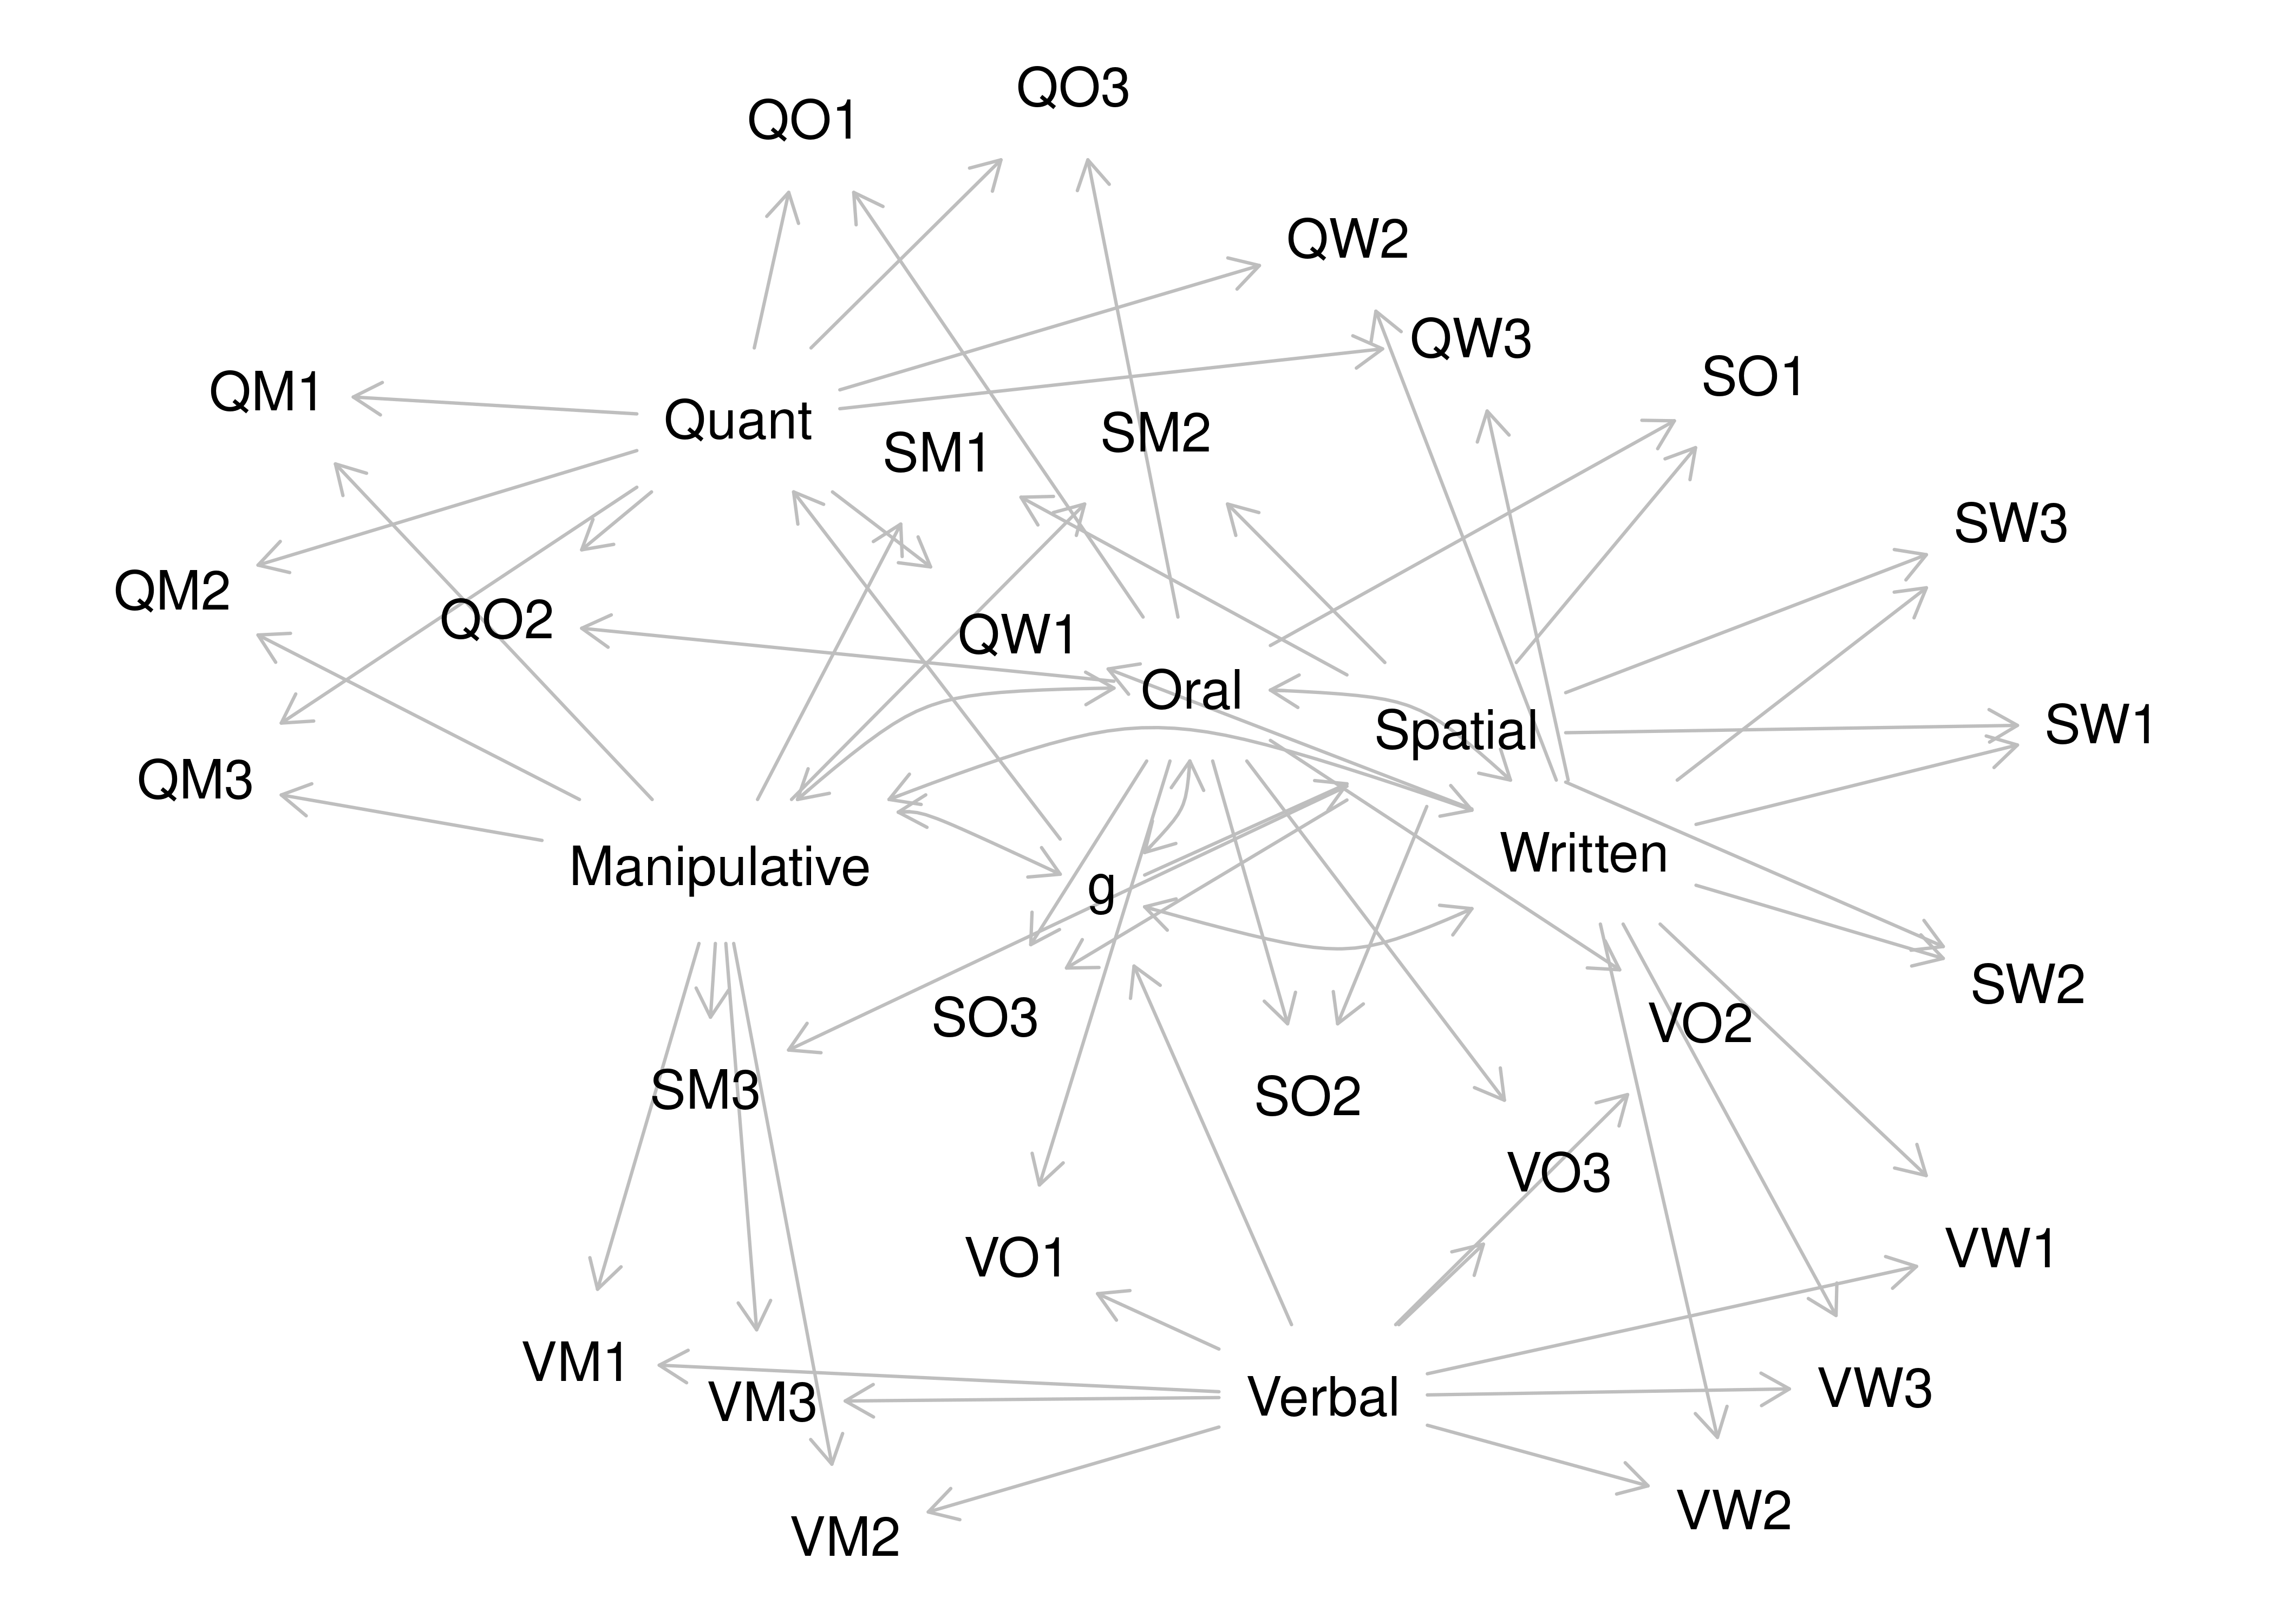 QO3
QO1
QW2
QW3
SO1
QM1
Quant
SM2
SM1
SW3
QM2
QO2
QW1
Oral
SW1
Spatial
QM3
Written
Manipulative
g
SW2
SO3
VO2
SM3
SO2
VO3
VW1
VO1
VM1
VW3
Verbal
VM3
VW2
VM2